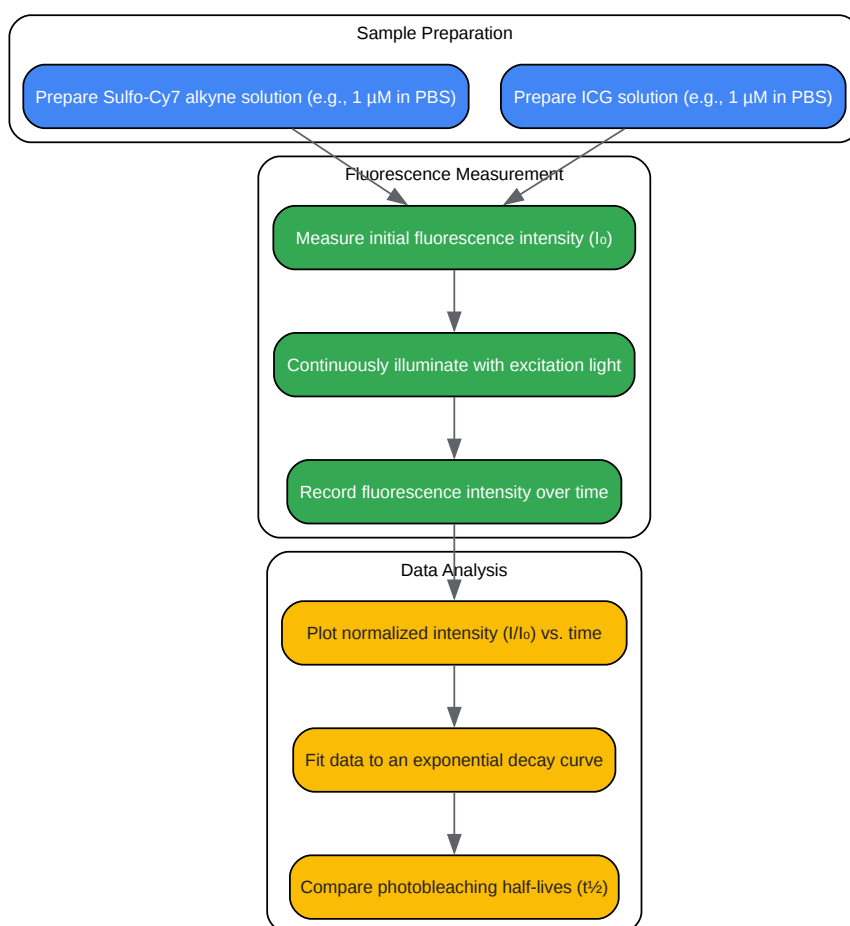 Sample Preparation
Prepare Sulfo-Cy7 alkyne solution (e.g., 1 µM in PBS)
Prepare ICG solution (e.g., 1 µM in PBS)
Fluorescence Measurement
Measure initial fluorescence intensity (I₀)
Continuously illuminate with excitation light
Record fluorescence intensity over time
Data Analysis
Plot normalized intensity (I/I₀) vs. time
Fit data to an exponential decay curve
Compare photobleaching half-lives (t½)